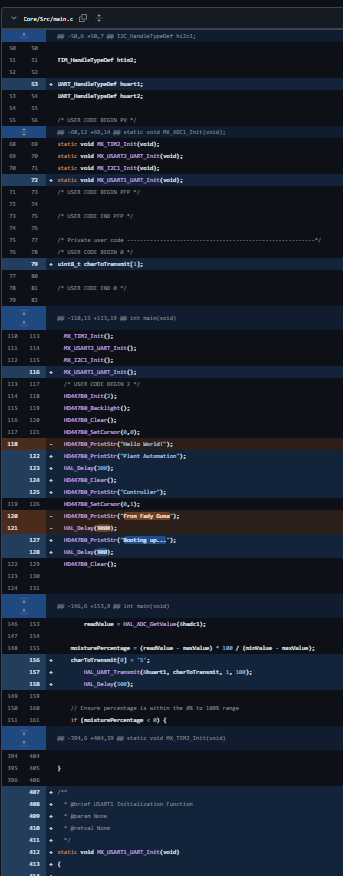 Core/Src/main.c
@@ -50,6 +50,7 @@ I2C_HandleTypeDef hi2c1;
50 50
51 51 TIM_HandleTypeDef htim2;
52 52
53 + UART_HandleTypeDef huart1;
53 54 UART_HandleTypeDef huart2;
54 55
55 56 /* USER CODE BEGIN PV */
@@ -68,12 +69,14 @@ static void MX_ADC1_Init(void);
68 69 static void MX_TIM2_Init(void);
69 70 static void MX_USART2_UART_Init(void);
70 71 static void MX_I2C1_Init(void);
72 + static void MX_USART1_UART_Init(void);
71 73 /* USER CODE BEGIN PFP */
72 74
73 75 /* USER CODE END PFP */
74 76
75 77 /* Private user code ---------------------------------------------------------*/
76 78 /* USER CODE BEGIN 0 */
79 + uint8_t charToTransmit[1];
77 80
78 81 /* USER CODE END 0 */
79 82
@@ -110,15 +113,19 @@ int main(void)
110 113 MX_TIM2_Init();
111 114 MX_USART2_UART_Init();
112 115 MX_I2C1_Init();
116 + MX_USART1_UART_Init();
113 117 /* USER CODE BEGIN 2 */
114 118 HD44780_Init(2);
115 119 HD44780_Backlight();
116 120 HD44780_Clear();
117 121 HD44780_SetCursor(0,0);
118 - HD44780_PrintStr("Hello World!");
122 + HD44780_PrintStr("Plant Automation");
123 + HAL_Delay(200);
124 + HD44780_Clear();
125 + HD44780_PrintStr("Controller");
119 126 HD44780_SetCursor(0,1);
120 - HD44780_PrintStr("From Fady Guma");
121 - HAL_Delay(9000);
127 + HD44780_PrintStr("Booting up...");
128 + HAL_Delay(900);
122 129 HD44780_Clear();
123 130
124 131
@@ -146,6 +153,9 @@ int main(void)
146 153 readValue = HAL_ADC_GetValue(&hadc1);
147 154
148 155 moisturePercentage = (readValue - maxValue) * 100 / (minValue - maxValue);
156 + charToTransmit[0] = 'S';
157 + HAL_UART_Transmit(&huart1, charToTransmit, 1, 100);
158 + HAL_Delay(500);
149 159
150 160 // Ensure percentage is within the 0% to 100% range
151 161 if (moisturePercentage < 0) {
@@ -394,6 +404,39 @@ static void MX_TIM2_Init(void)
394 404
395 405 }
396 406
407 + /**
408 + * @brief USART1 Initialization Function
409 + * @param None
410 + * @retval None
411 + */
412 + static void MX_USART1_UART_Init(void)
413 + {